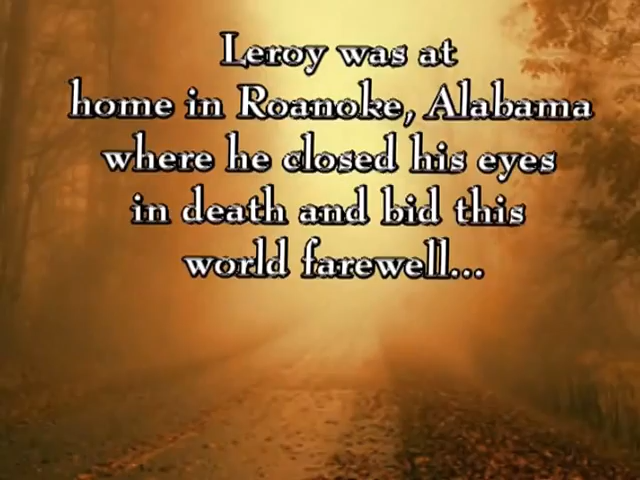 Leroy was at
home in Roanoke, Alabama
where he closed his eyes
in death and bid this
world farewell...